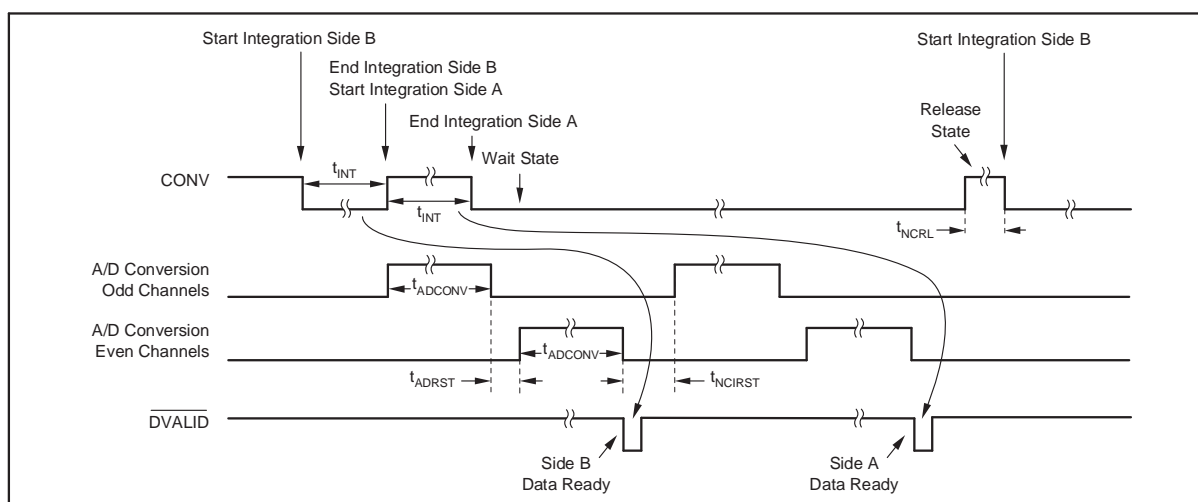 Start Integration Side B
End Integration Side B
Start Integration Side A
End Integration Side A
Wait State
Start Integration Side B
Release
State
CONV
tINT
tINT
tNCRL
A/D Conversion
Odd Channels
tADCONV
A/D Conversion
Even Channels
tADCONV
tADRST
tNCIRST
DVALID
Side B
Data Ready
Side A
Data Ready